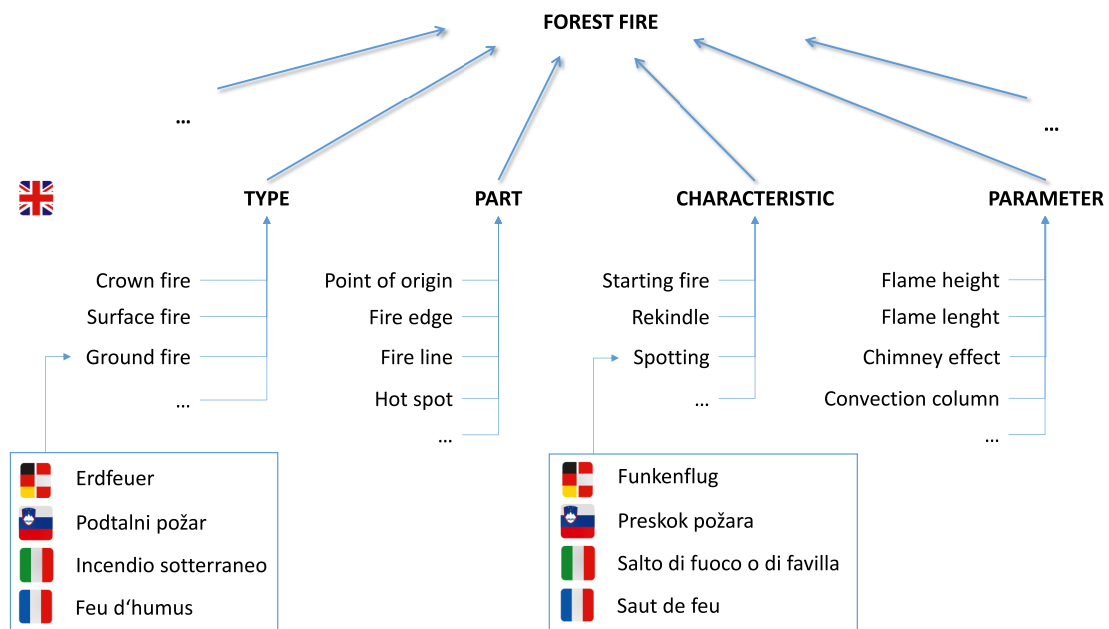 FOREST FIRE
...
...
TYPE
PART
CHARACTERISTIC
PARAMETER
Crown fire
Surface fire
Ground fire
...
Point of origin
Fire edge
Fire line
Hot spot
...
Starting fire
Rekindle
Spotting
...
Flame height
Flame lenght
Chimney effect
Convection column
...
Erdfeuer
Podtalni požar
Incendio sotterraneo
Feu d‘humus
Funkenflug
Preskok požara
Salto di fuoco o di favilla
Saut de feu